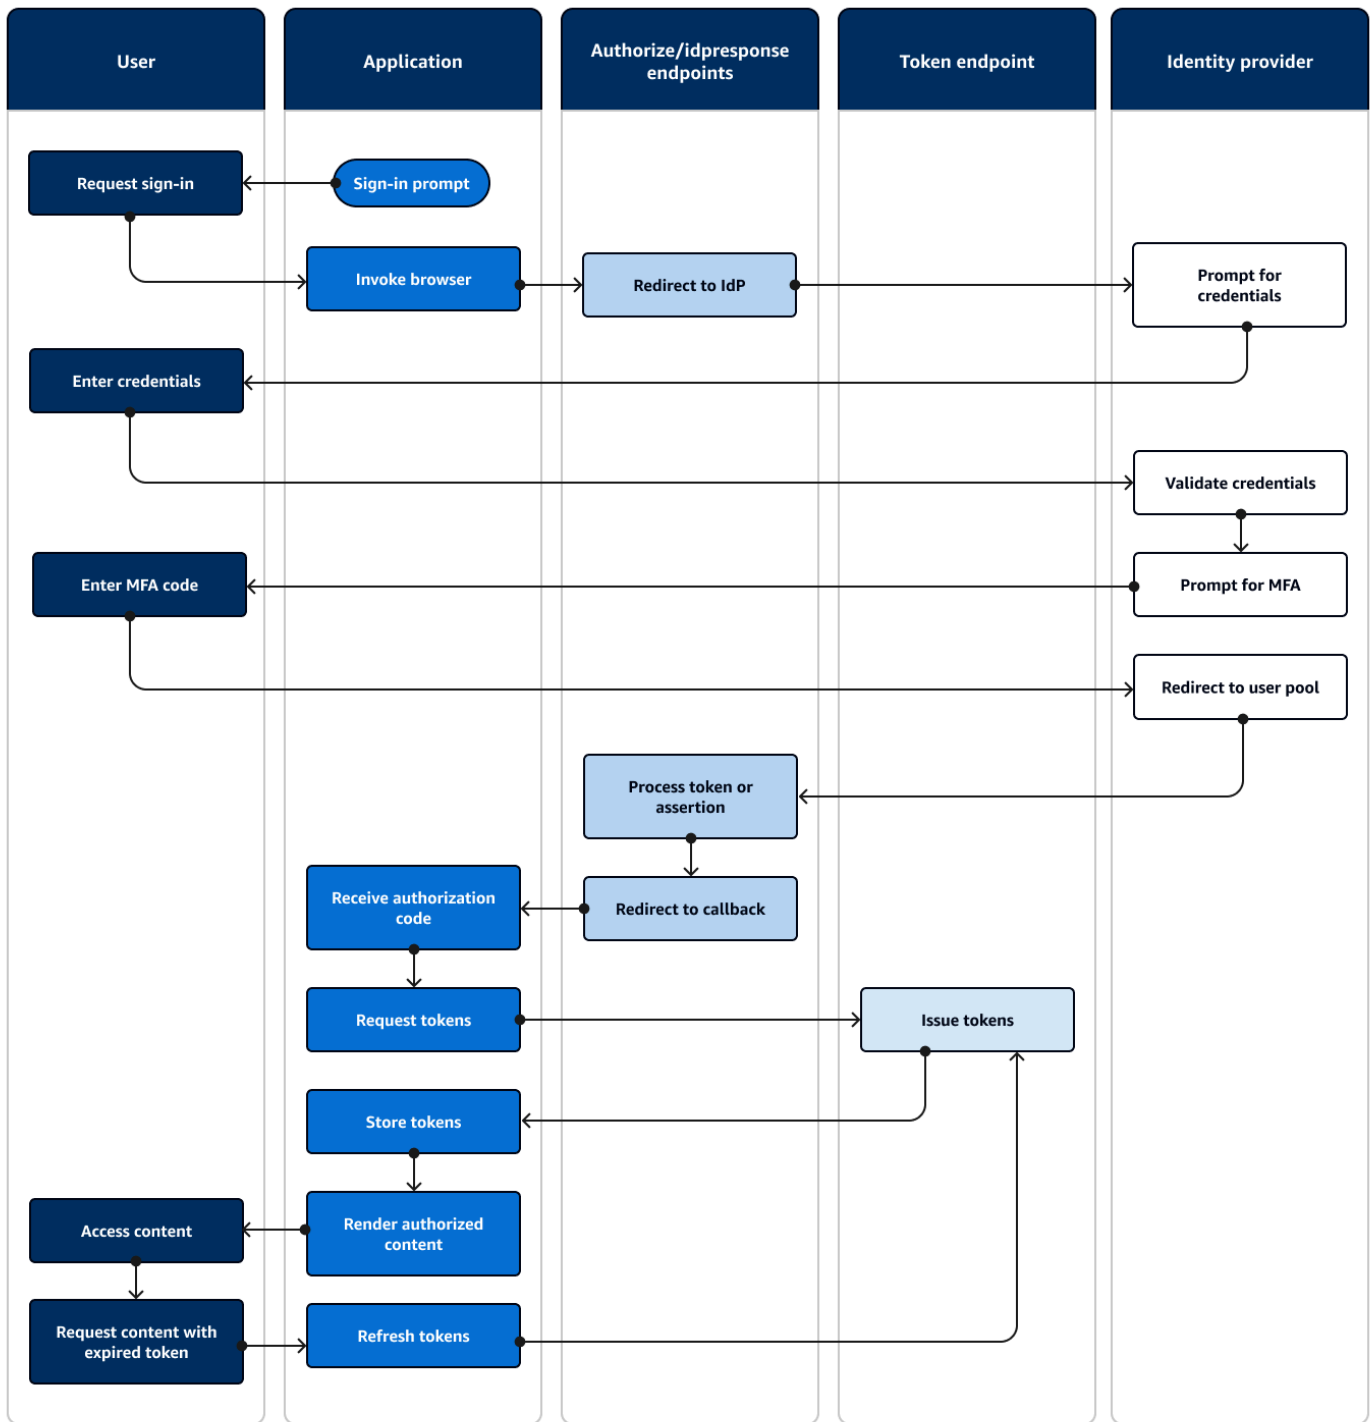 User
Application
Authorize/idpresponse
endpoints
Token endpoint
Identity provider
Request sign-in
Sign-in prompt
Invoke browser
Redirect to IdP
Prompt for
credentials
Enter credentials
Validate credentials
Enter MFA code
Prompt for MFA
Redirect to user pool
Process token or
assertion
Receive authorization
code
Redirect to callback
Request tokens
Issue tokens
Store tokens
Access content
Render authorized
content
Request content with
expired token
Refresh tokens